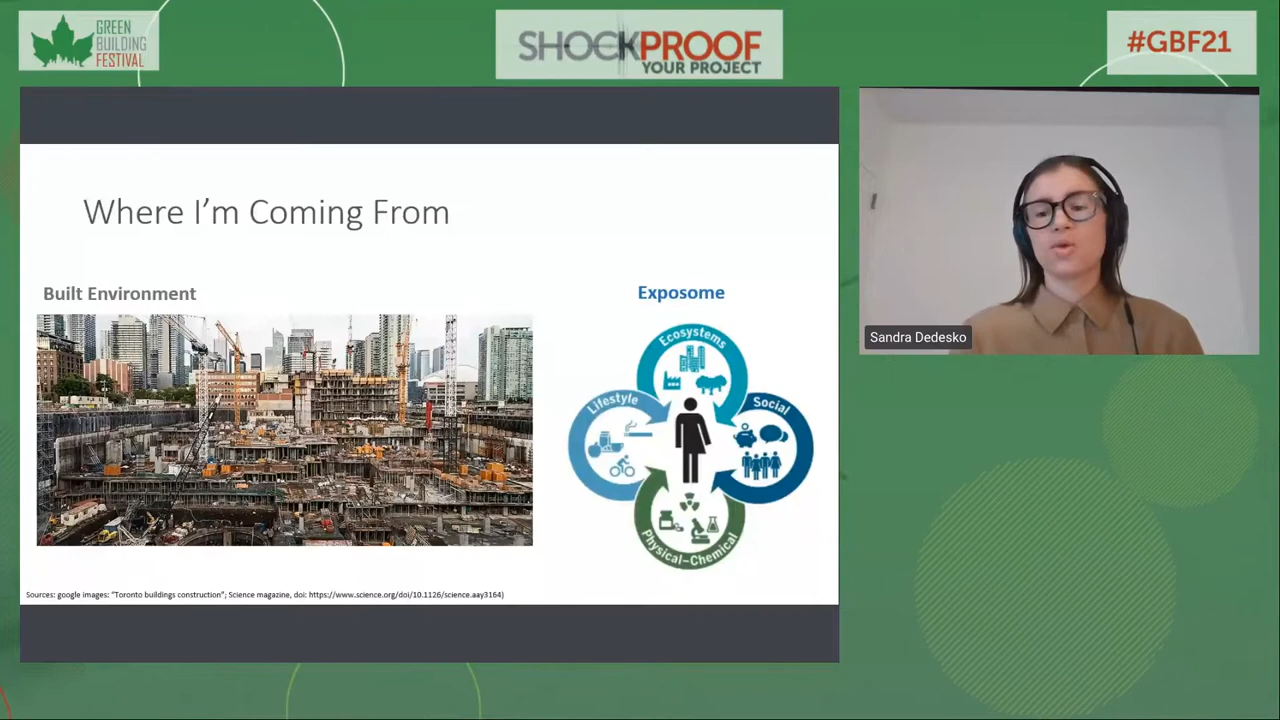 GREEN
BUILDING
FESTIVAL
SHOCKPROOF
YOUR PROJECT
#GBF21
Where I'm Coming From
Built Environment
Exposome
Ecosystems
Lifestyle
Social
Physical–Chemical
Sources: google images: "Toronto buildings construction"; Science magazine, doi: https://www.science.org/doi/10.1126/science.aay3164)
Sandra Dedesko